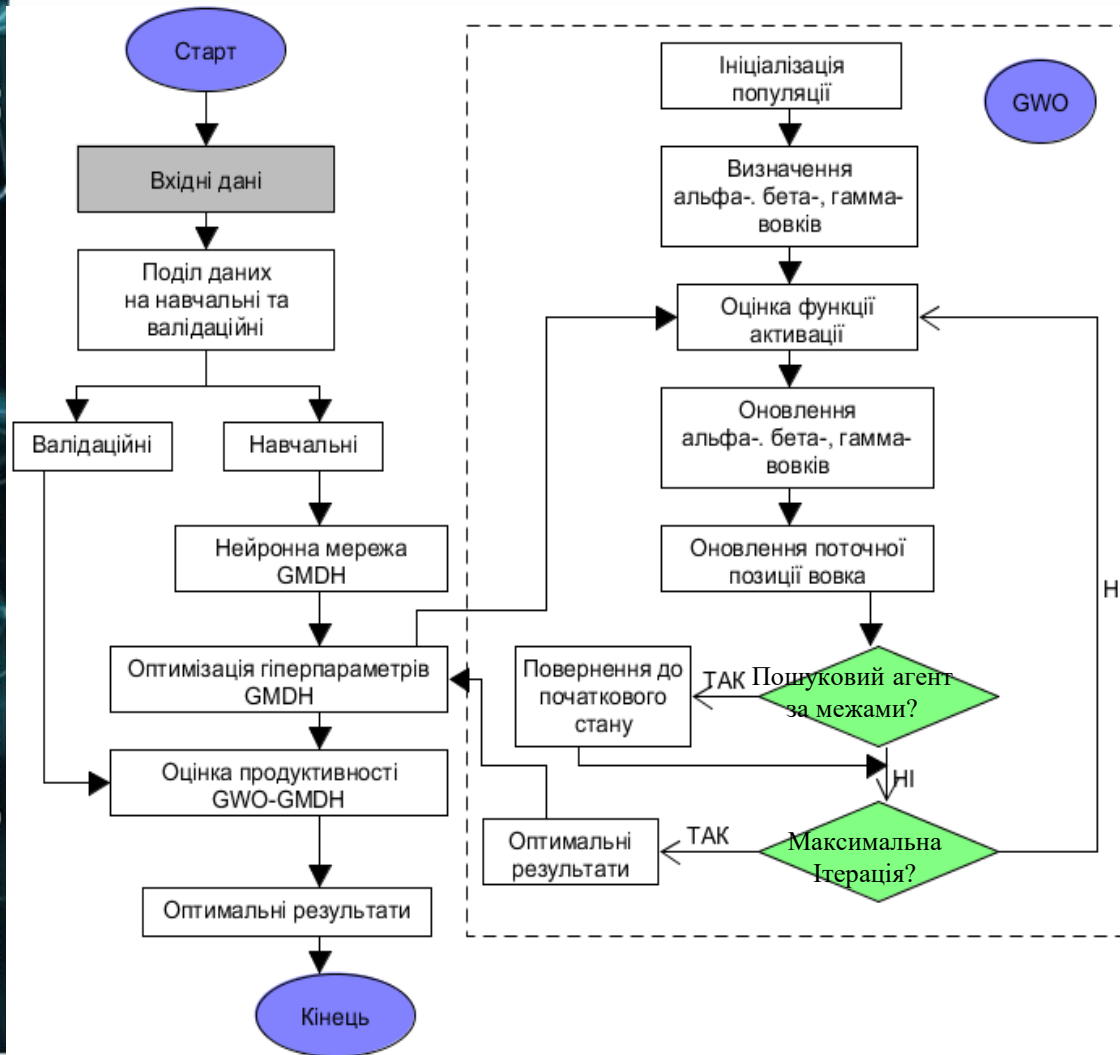 Старт
Вхідні дані
Поділ даних
на навчальні та
валідаційні
Валідаційні
Навчальні
Нейронна мережа
GMDH
Оптимізація гіперпараметрів
GMDH
Оцінка продуктивності
GWO-GMDH
Оптимальні результати
Кінець
GWO
Ініціалізація
популяції
Визначення
альфа-. бета-, гамма-
вовків
Оцінка функції
активації
Оновлення
альфа-. бета-, гамма-
вовків
Оновлення поточної
позиції вовка
Пошуковий агент
за межами?
ТАК
Повернення до
початкового
стану
НІ
Максимальна
Ітерація?
ТАК
Оптимальні
результати
Н